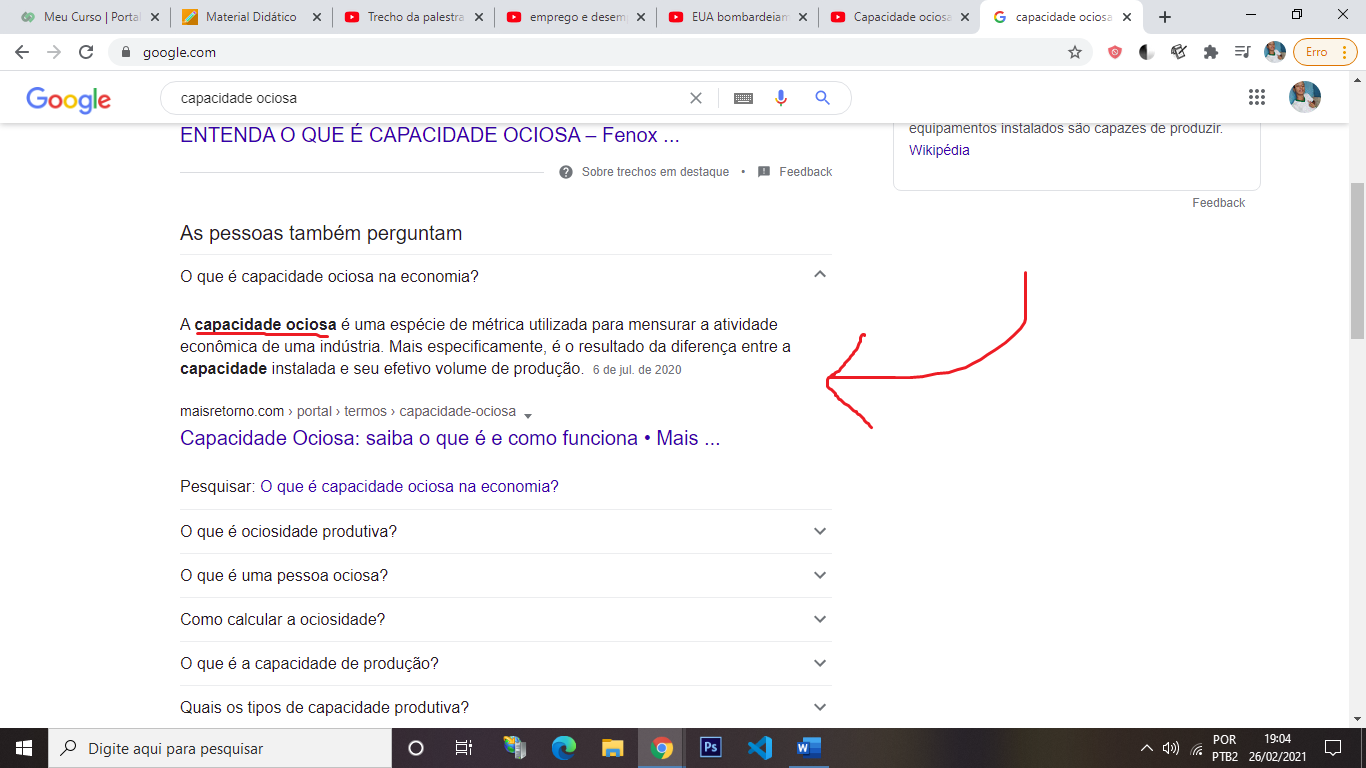 Meu Curso | Portal
Material Didático
Trecho da palestra
emprego e desem
EUA bombardeiam
Capacidade ociosa
capacidade ociosa
google.com
Erro
Google
capacidade ociosa
ENTENDA O QUE É CAPACIDADE OCIOSA – Fenox ...
Sobre trechos em destaque • Feedback
equipamentos instalados são capazes de produzir.
Wikipédia
Feedback
As pessoas também perguntam
O que é capacidade ociosa na economia?
A capacidade ociosa é uma espécie de métrica utilizada para mensurar a atividade
econômica de uma indústria. Mais especificamente, é o resultado da diferença entre a
capacidade instalada e seu efetivo volume de produção. 6 de jul. de 2020
maisretorno.com › portal › termos › capacidade-ociosa
Capacidade Ociosa: saiba o que é e como funciona • Mais ...
Pesquisar: O que é capacidade ociosa na economia?
O que é ociosidade produtiva?
O que é uma pessoa ociosa?
Como calcular a ociosidade?
O que é a capacidade de produção?
Quais os tipos de capacidade produtiva?
Digite aqui para pesquisar
Ps
POR
PTB2
19:04
26/02/2021